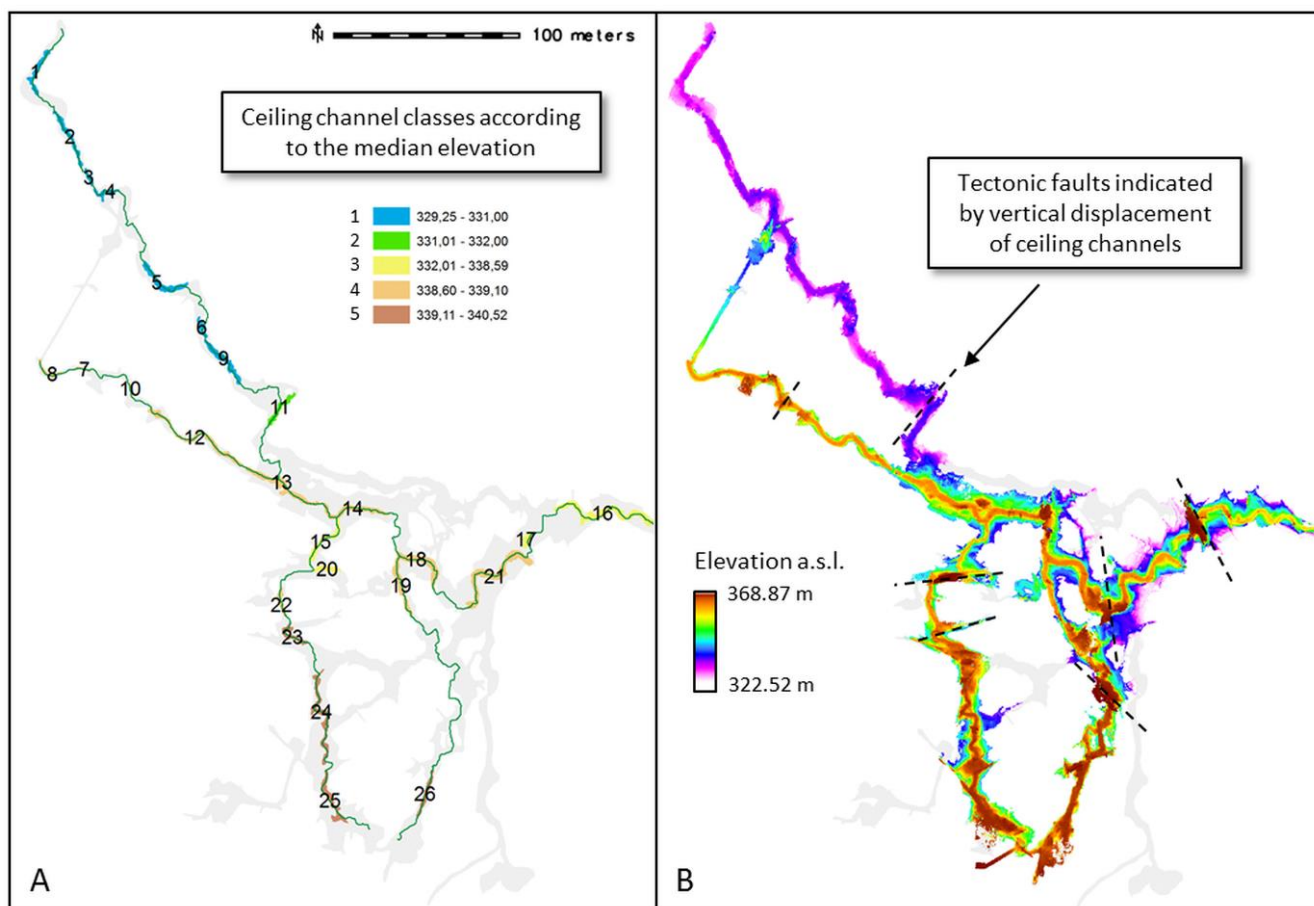 N
100 meters
Ceiling channel classes according
to the median elevation
1 329,25 - 331,00
2 331,01 - 332,00
3 332,01 - 338,59
4 338,60 - 339,10
5 339,11 - 340,52
1
2
3
4
5
6
9
8
7
10
11
12
13
14
15
16
17
18
19
20
21
22
23
24
25
26
A
Tectonic faults indicated
by vertical displacement
of ceiling channels
Elevation a.s.l.
368.87 m
322.52 m
B